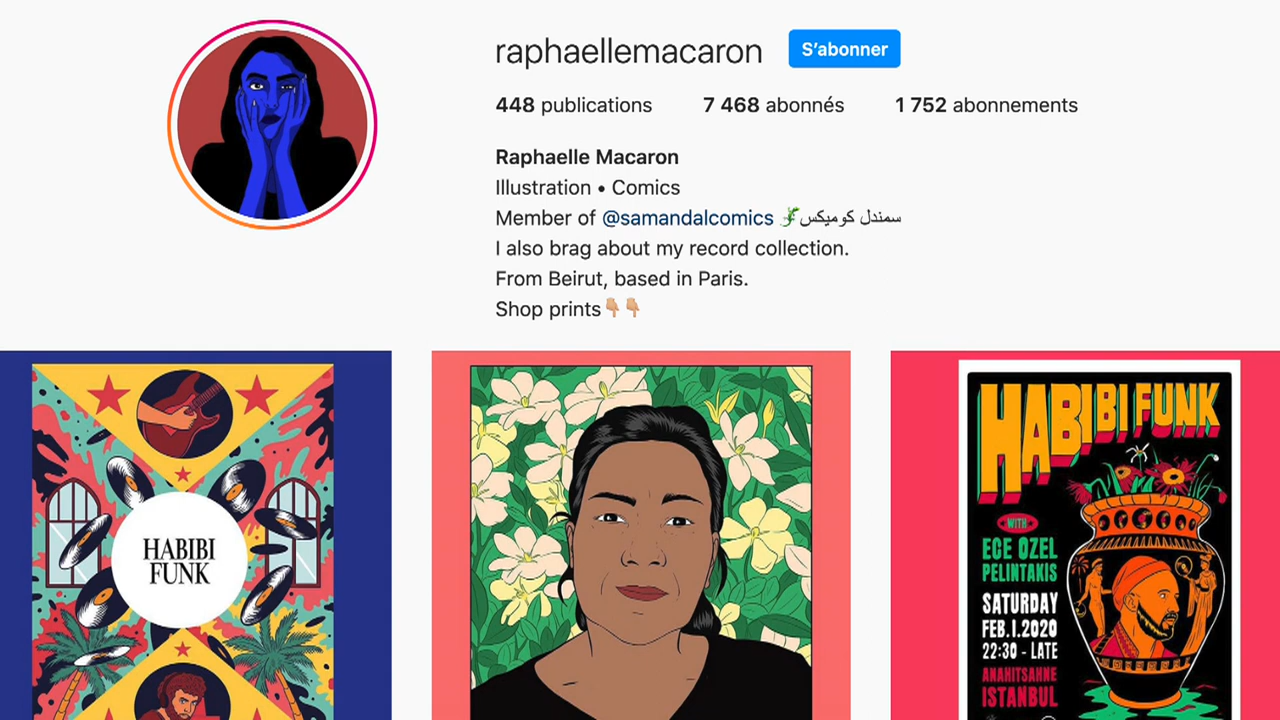 raphaellemacaron S'abonner
448 publications 7 468 abonnés 1 752 abonnements
Raphaelle Macaron
Illustration • Comics
Member of @samandalcomics 🦎سمندل كوميكس
I also brag about my record collection.
From Beirut, based in Paris.
Shop prints👇🏼👇🏼
HABIBI
FUNK
HABIBI FUNK
WITH
ECE OZEL
PELINTAKIS
SATURDAY
FEB.1.2020
22:30 - LATE
ANAHITSAHNE
ISTANBUL